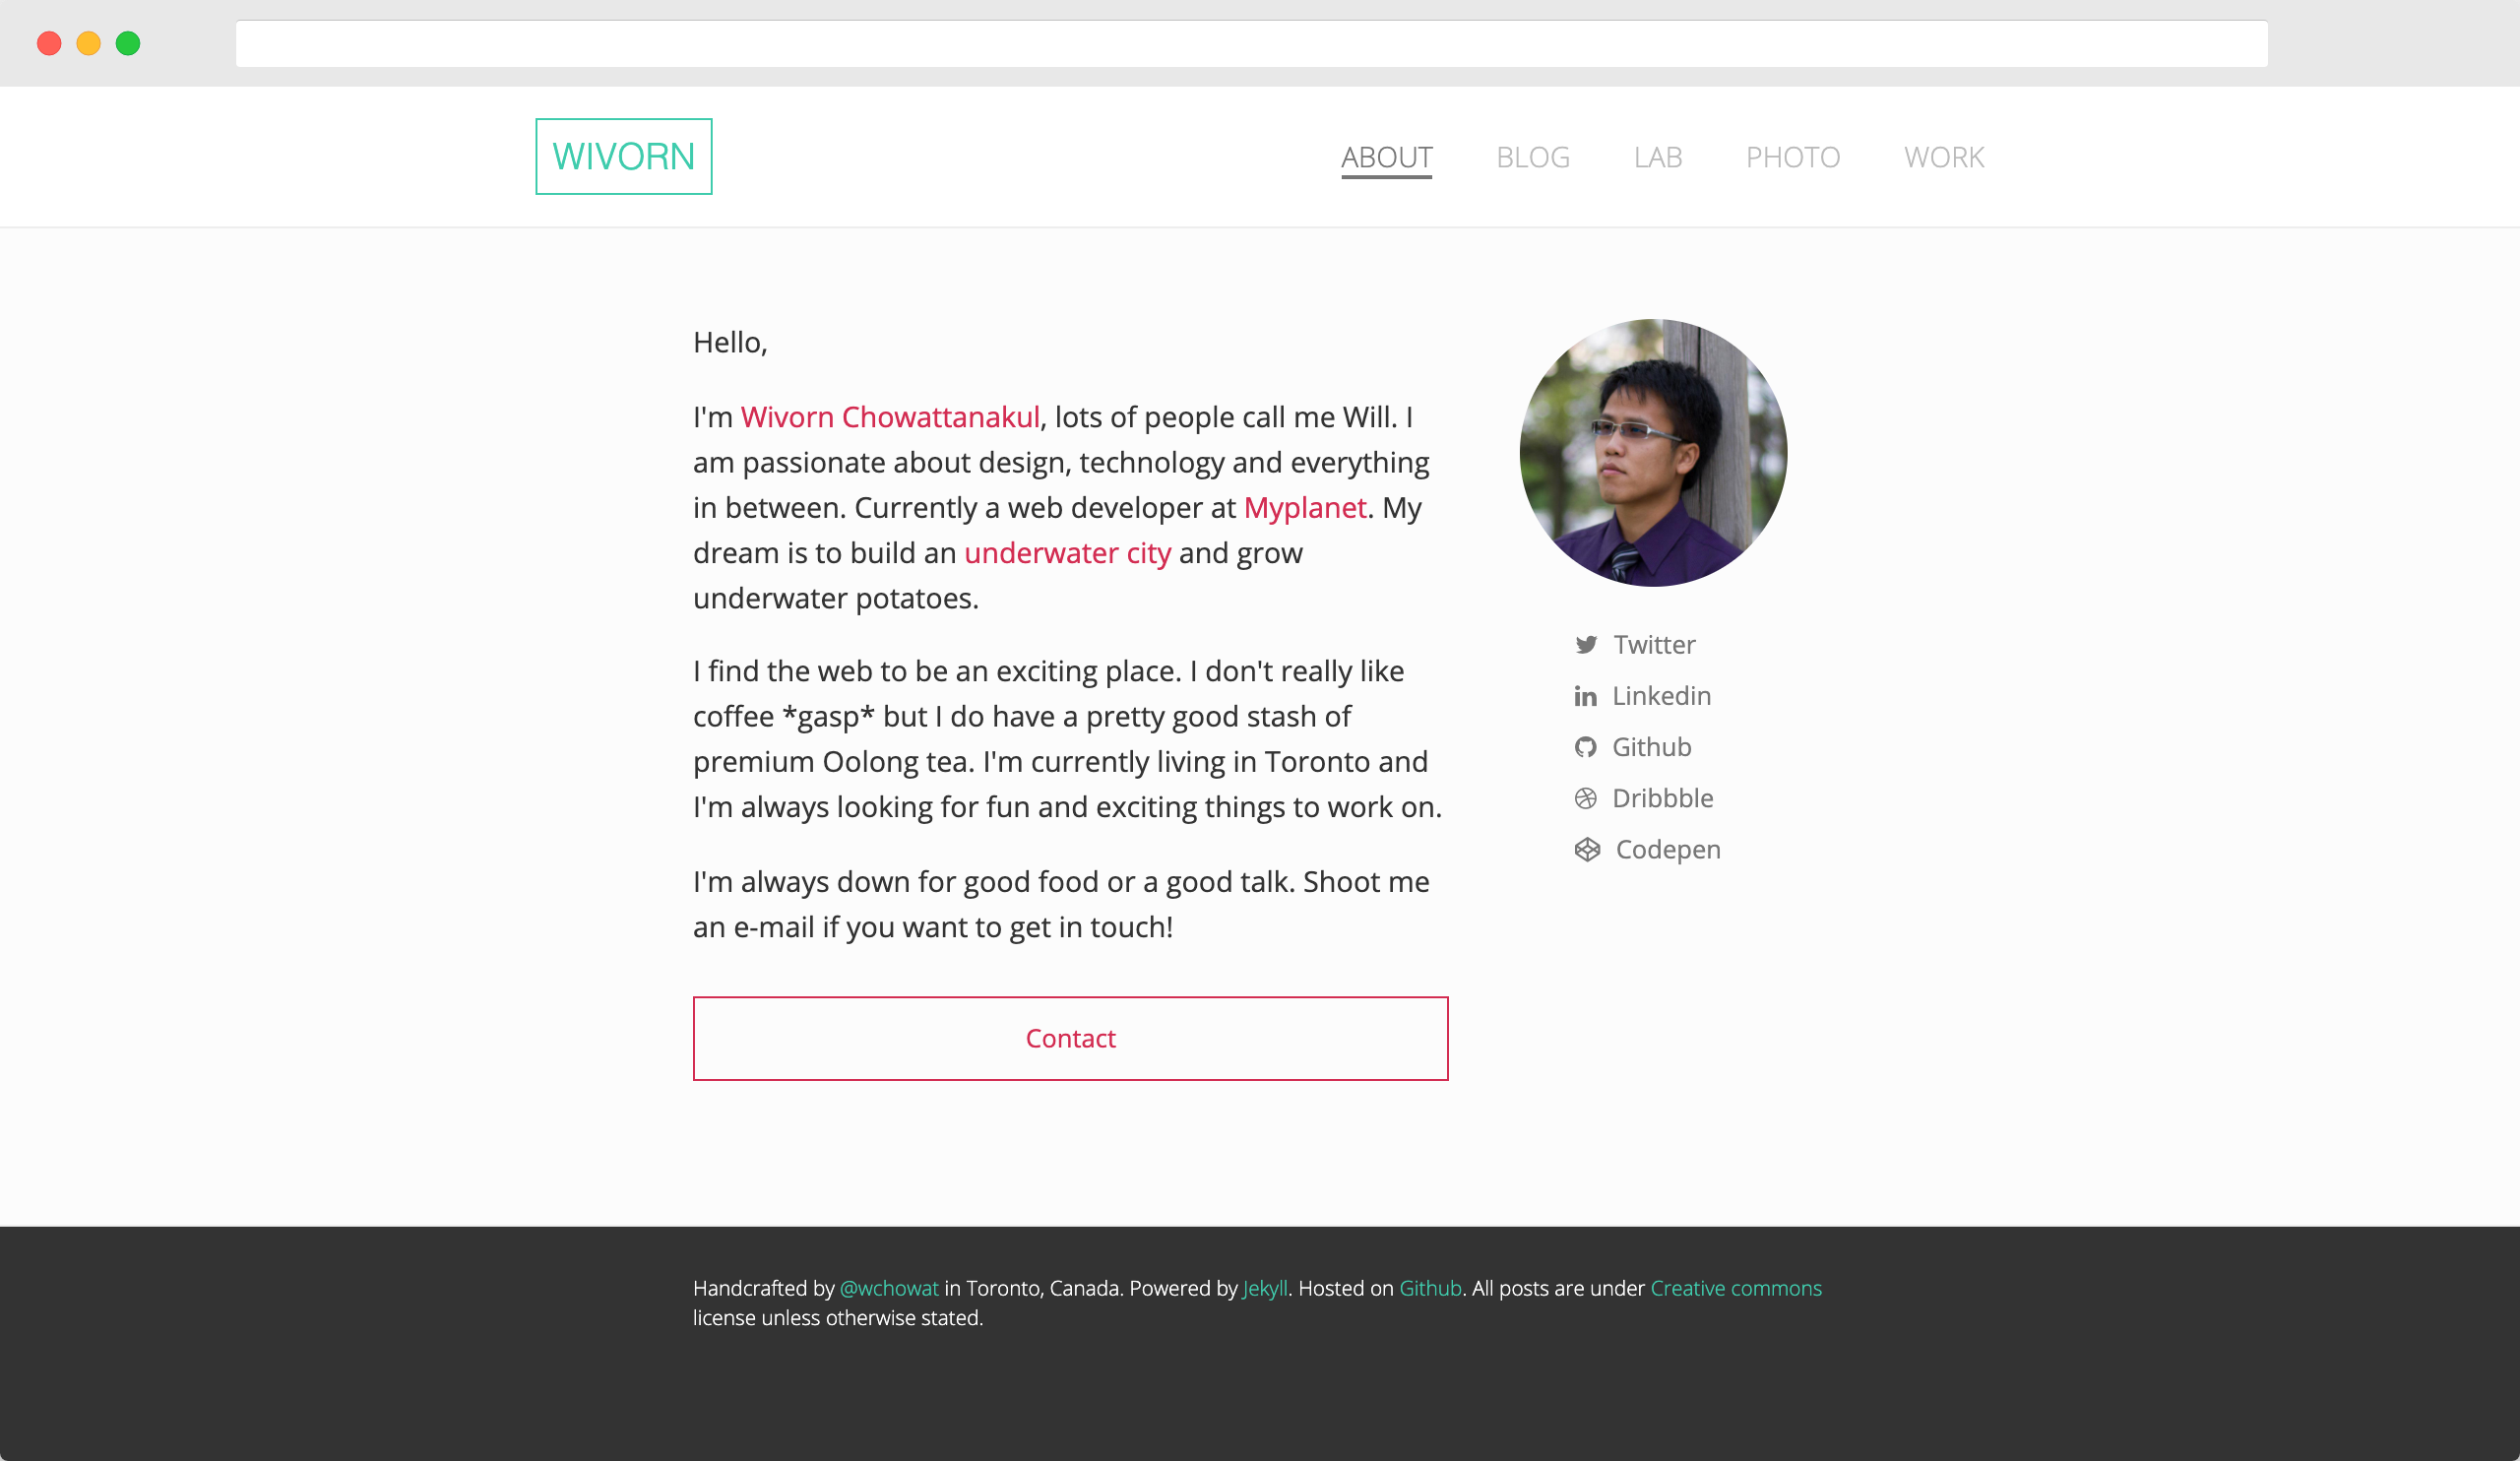 WIVORN
ABOUT BLOG LAB PHOTO WORK
Hello,
I'm Wivorn Chowattanakul, lots of people call me Will. I
am passionate about design, technology and everything
in between. Currently a web developer at Myplanet. My
dream is to build an underwater city and grow
underwater potatoes.
I find the web to be an exciting place. I don't really like
coffee *gasp* but I do have a pretty good stash of
premium Oolong tea. I'm currently living in Toronto and
I'm always looking for fun and exciting things to work on.
I'm always down for good food or a good talk. Shoot me
an e-mail if you want to get in touch!
Contact
Twitter
Linkedin
Github
Dribbble
Codepen
Handcrafted by @wchowat in Toronto, Canada. Powered by Jekyll. Hosted on Github. All posts are under Creative commons
license unless otherwise stated.